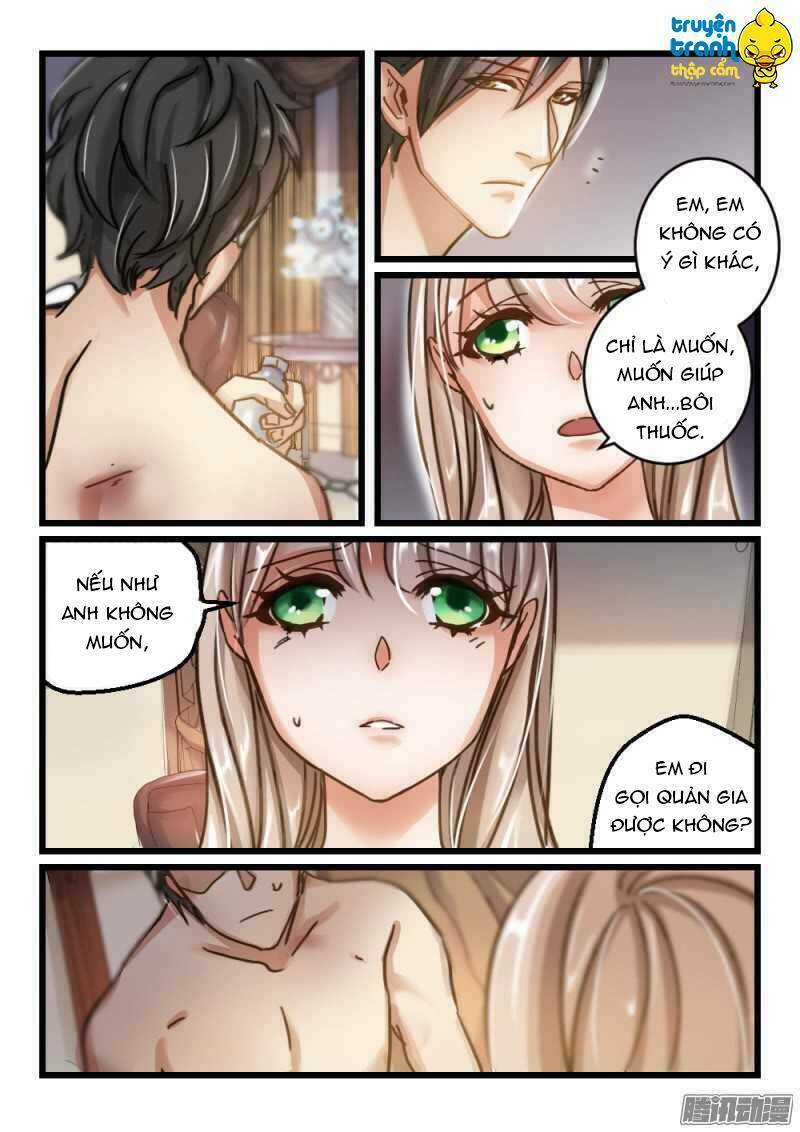 truyện
tranh
thập cẩm
EM, EM
KHÔNG CÓ
Ý GÌ KHÁC,
CHỈ LÀ MUỐN,
MUỐN GIÚP
ANH...BÔI
THUỐC.
NẾU NHƯ
ANH KHÔNG
MUỐN,
EM ĐI
GỌI QUẢN GIA
ĐƯỢC KHÔNG?
腾讯动漫